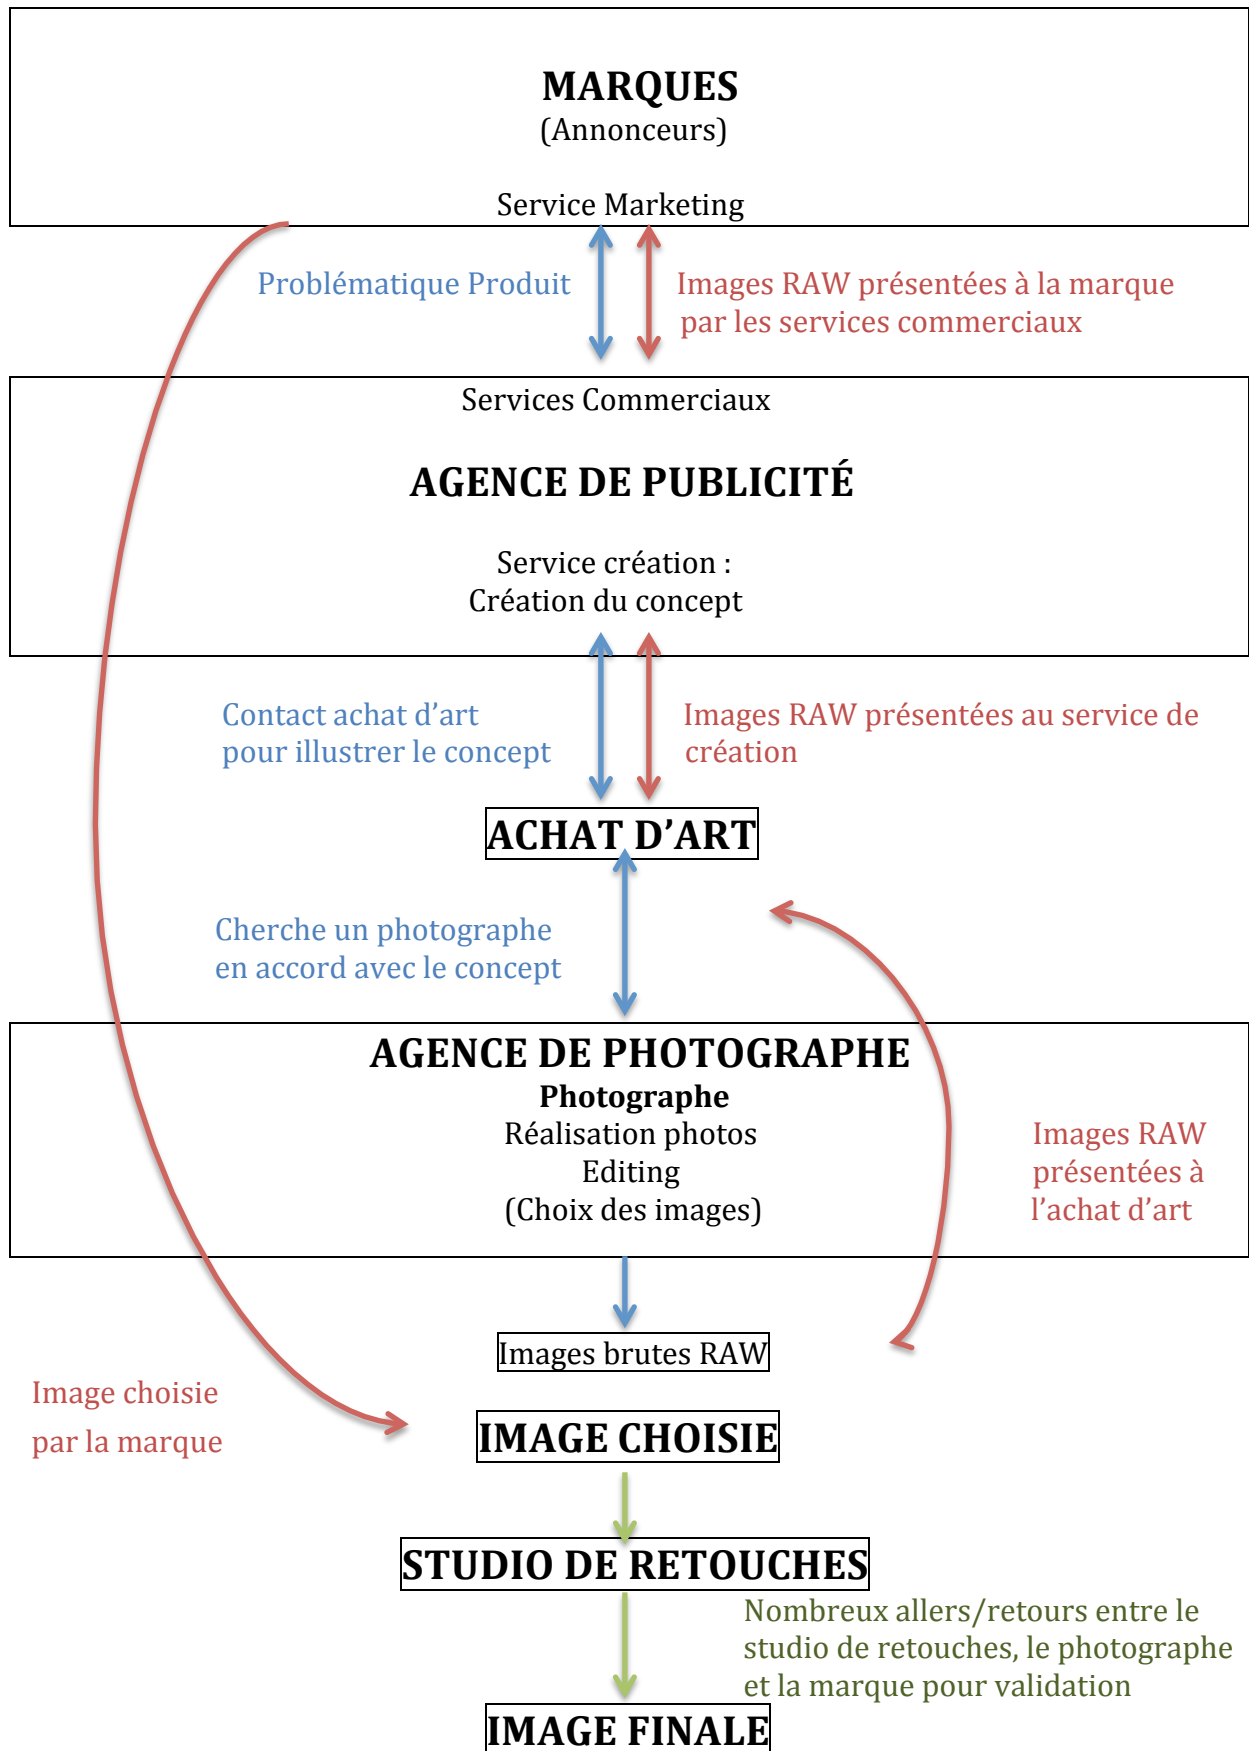 MARQUES
(Annonceurs)
Service Marketing
Problématique Produit
Images RAW présentées à la marque
par les services commerciaux
Services Commerciaux
AGENCE DE PUBLICITÉ
Service création :
Création du concept
Contact achat d’art
pour illustrer le concept
Images RAW présentées au service de
création
ACHAT D’ART
Cherche un photographe
en accord avec le concept
AGENCE DE PHOTOGRAPHE
Photographe
Réalisation photos
Editing
(Choix des images)
Images RAW
présentées à
l’achat d’art
Images brutes RAW
Image choisie
par la marque
IMAGE CHOISIE
STUDIO DE RETOUCHES
Nombreux allers/retours entre le
studio de retouches, le photographe
et la marque pour validation
IMAGE FINALE